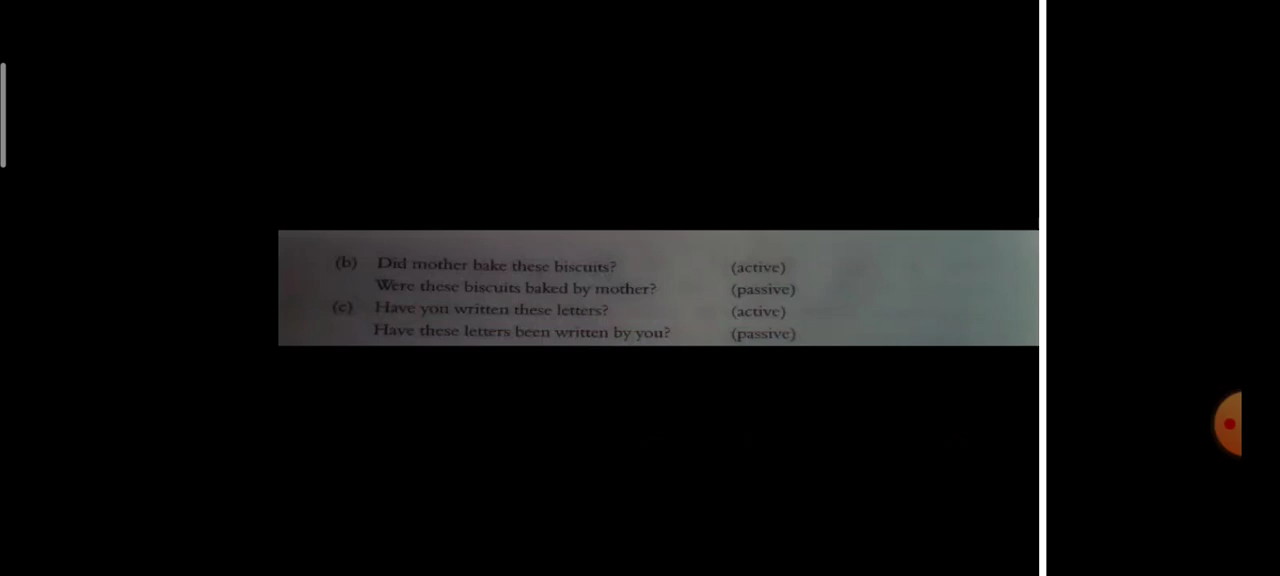 (b) Did mother bake these biscuits? (active)
Were these biscuits baked by mother? (passive)
(c) Have you written these letters? (active)
Have these letters been written by you? (passive)